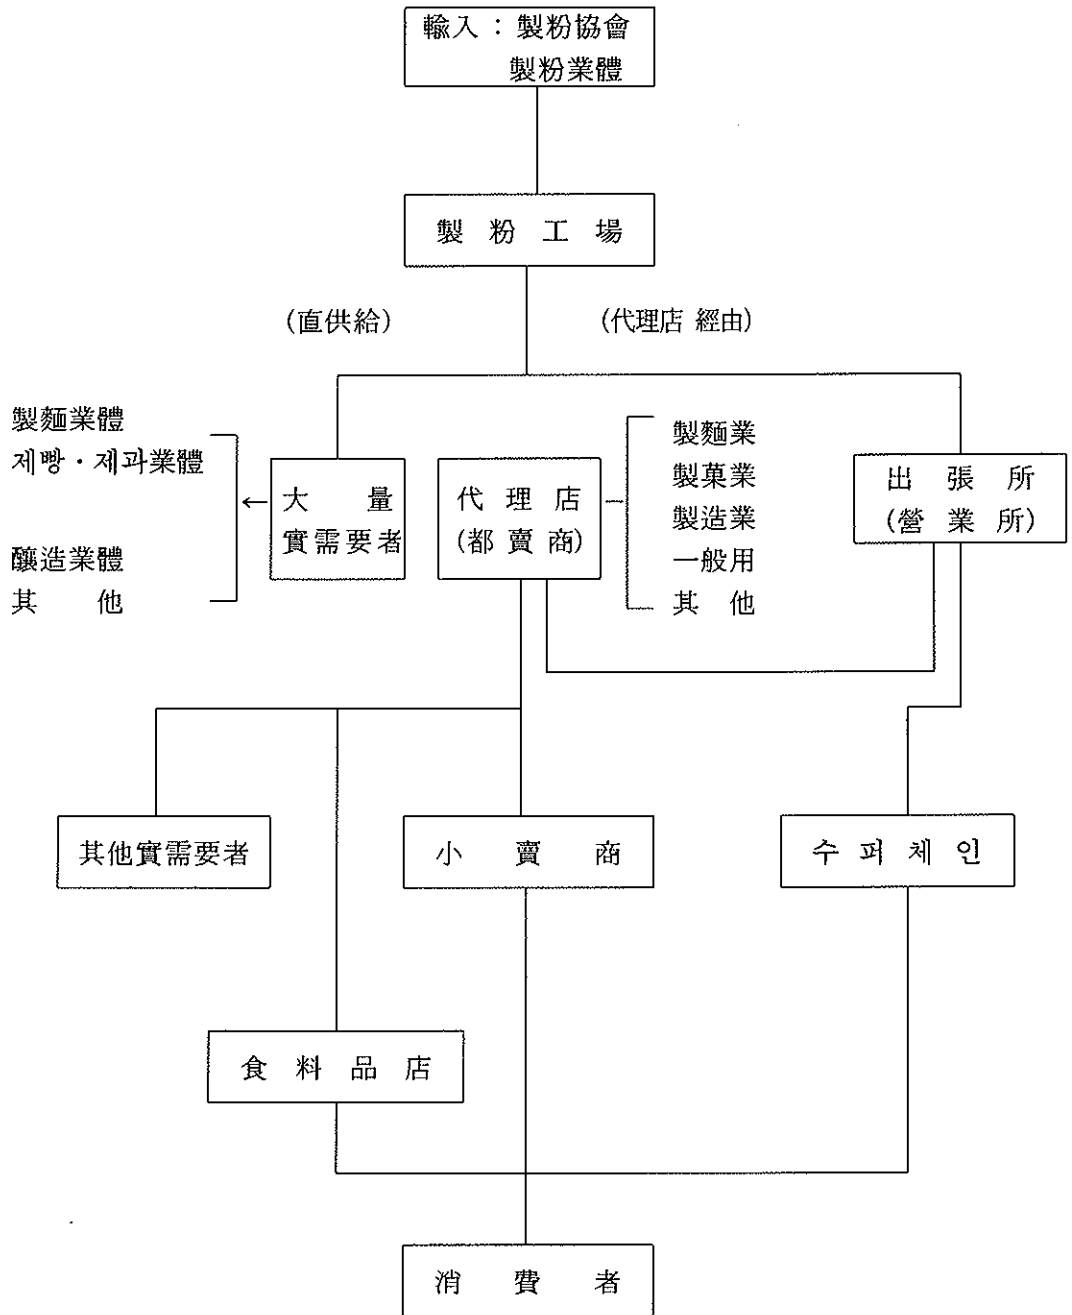 輸入 : 製粉協會
製粉業體
製 粉 工 場
(直供給)
(代理店 經由)
製麵業體
제빵・제과業體
釀造業體
其 他
大 量
實需要者
代 理 店
(都 賣 商)
製麵業
製菓業
製造業
一般用
其 他
出 張 所
(營 業 所)
其他實需要者
小 賣 商
수 퍼 체 인
食 料 品 店
消 費 者